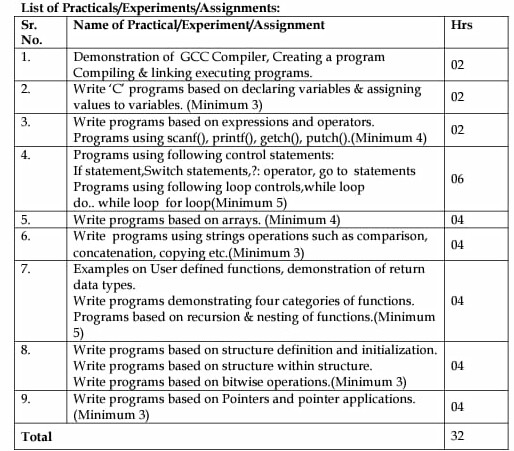 List of Practicals/Experiments/Assignments:
Sr. No. Name of Practical/Experiment/Assignment Hrs
1. Demonstration of GCC Compiler, Creating a program
Compiling & linking executing programs. 02
2. Write ‘C’ programs based on declaring variables & assigning
values to variables. (Minimum 3) 02
3. Write programs based on expressions and operators.
Programs using scanf(), printf(), getch(), putch().(Minimum 4) 02
4. Programs using following control statements:
If statement,Switch statements,?: operator, go to statements
Programs using following loop controls,while loop
do.. while loop for loop(Minimum 5) 06
5. Write programs based on arrays. (Minimum 4) 04
6. Write programs using strings operations such as comparison,
concatenation, copying etc.(Minimum 3) 04
7. Examples on User defined functions, demonstration of return
data types.
Write programs demonstrating four categories of functions.
Programs based on recursion & nesting of functions.(Minimum
5) 04
8. Write programs based on structure definition and initialization.
Write programs based on structure within structure.
Write programs based on bitwise operations.(Minimum 3) 04
9. Write programs based on Pointers and pointer applications.
(Minimum 3) 04
Total 32